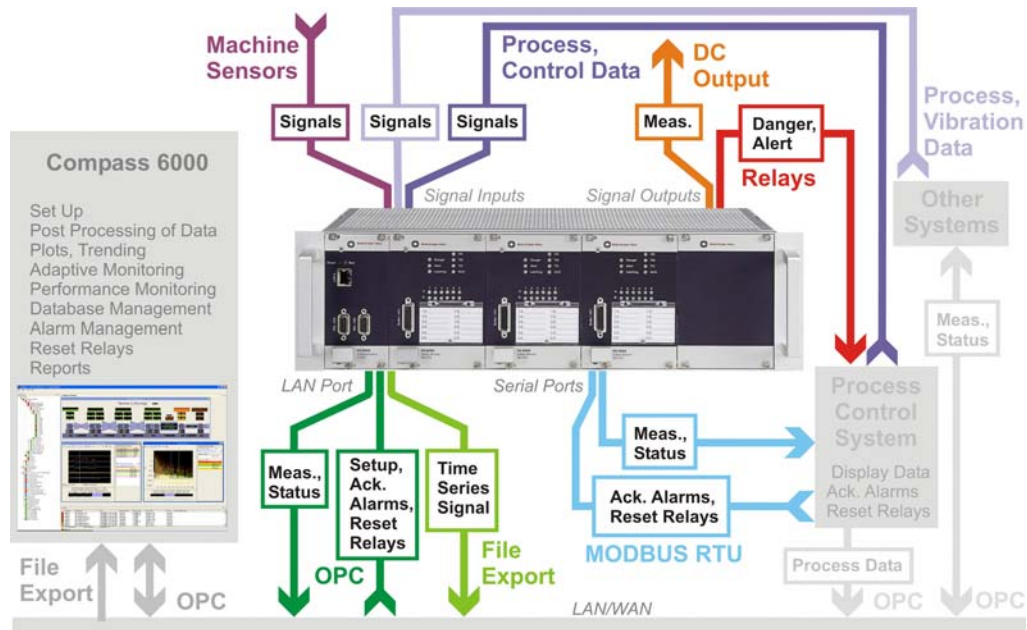 Machine
Sensors
Process,
Control Data
DC
Output
Signals
Signals
Signals
Meas.
Danger,
Alert
Relays
Process,
Vibration
Data
Signal Inputs
Signal Outputs
Compass 6000
Set Up
Post Processing of Data
Plots, Trending
Adaptive Monitoring
Performance Monitoring
Database Management
Alarm Management
Reset Relays
Reports
Other
Systems
Meas.,
Status
LAN Port
Serial Ports
Meas.,
Status
Setup,
Ack.
Alarms,
Reset
Relays
Time
Series
Signal
OPC
File
Export
Meas.,
Status
Ack. Alarms,
Reset Relays
MODBUS RTU
Process
Control
System
Display Data
Ack. Alarms
Reset Relays
Process Data
OPC
OPC
File
Export
OPC
LAN/WAN